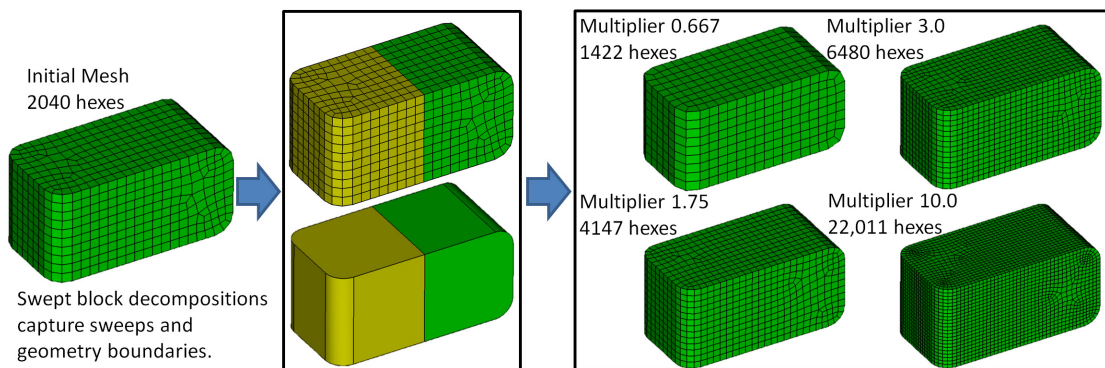 Initial Mesh
2040 hexes
Swept block decompositions
capture sweeps and
geometry boundaries.
Multiplier 0.667
1422 hexes
Multiplier 3.0
6480 hexes
Multiplier 1.75
4147 hexes
Multiplier 10.0
22,011 hexes